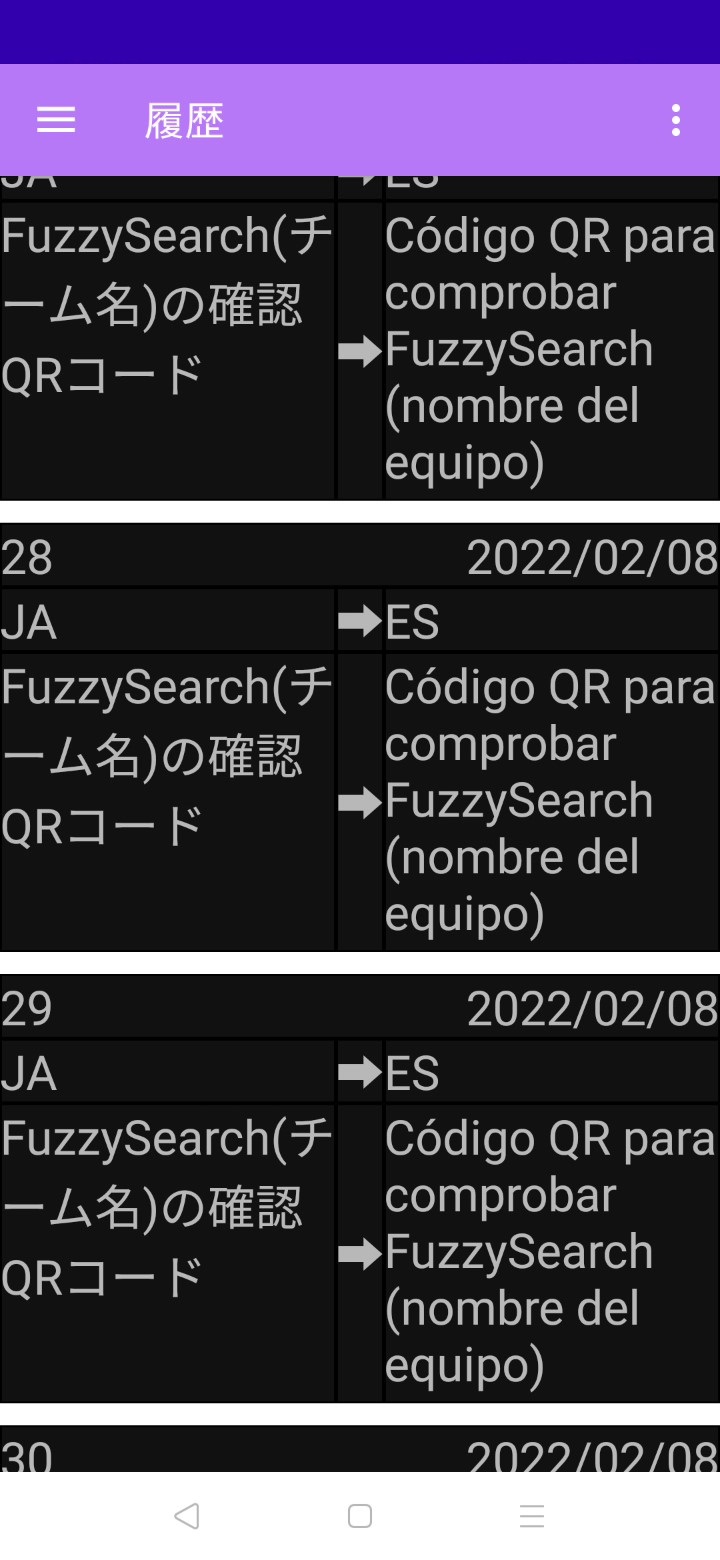 履歴
JA ➡ ES
FuzzySearch(チ
ーム名)の確認
QRコード
➡
Código QR para
comprobar
FuzzySearch
(nombre del
equipo)
28 2022/02/08
JA ➡ ES
FuzzySearch(チ
ーム名)の確認
QRコード
➡
Código QR para
comprobar
FuzzySearch
(nombre del
equipo)
29 2022/02/08
JA ➡ ES
FuzzySearch(チ
ーム名)の確認
QRコード
➡
Código QR para
comprobar
FuzzySearch
(nombre del
equipo)
30 2022/02/08